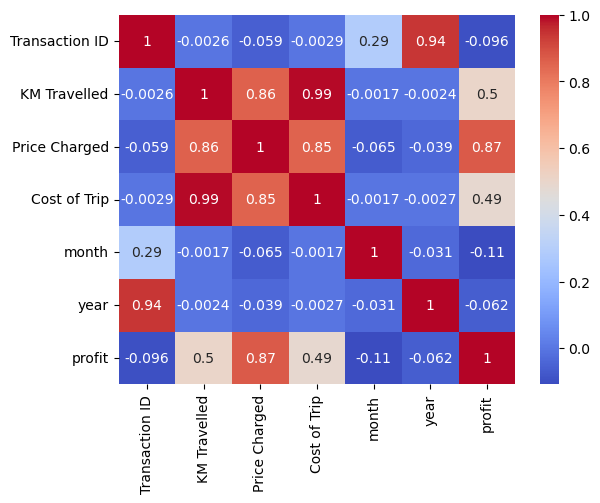 Transaction ID 1 -0.0026 -0.059 -0.0029 0.29 0.94 -0.096
KM Travelled -0.0026 1 0.86 0.99 -0.0017 -0.0024 0.5
Price Charged -0.059 0.86 1 0.85 -0.065 -0.039 0.87
Cost of Trip -0.0029 0.99 0.85 1 -0.0017 -0.0027 0.49
month 0.29 -0.0017 -0.065 -0.0017 1 -0.031 -0.11
year 0.94 -0.0024 -0.039 -0.0027 -0.031 1 -0.062
profit -0.096 0.5 0.87 0.49 -0.11 -0.062 1
Transaction ID
KM Travelled
Price Charged
Cost of Trip
month
year
profit
1.0
0.8
0.6
0.4
0.2
0.0